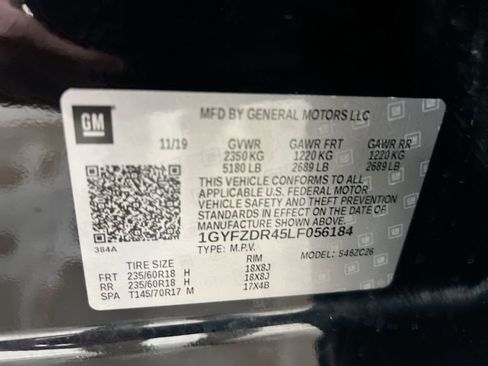 GM
MFD BY GENERAL MOTORS LLC
11/19 GVWR GAWR FRT GAWR RR
2350 KG 1220 KG 1220 KG
5180 LB 2689 LB 2689 LB
THIS VEHICLE CONFORMS TO ALL
APPLICABLE U.S. FEDERAL MOTOR
VEHICLE SAFETY AND THEFT
PREVENTION STANDARDS IN
EFFECT ON THE DATE OF
MANUFACTURE SHOWN ABOVE.
1GYFZDR45LF056184
384A TYPE: M.P.V. MODEL: 5462C26
TIRE SIZE RIM
FRT 235/60R18 H 18X8J
RR 235/60R18 H 18X8J
SPA T145/70R17 M 17X4B